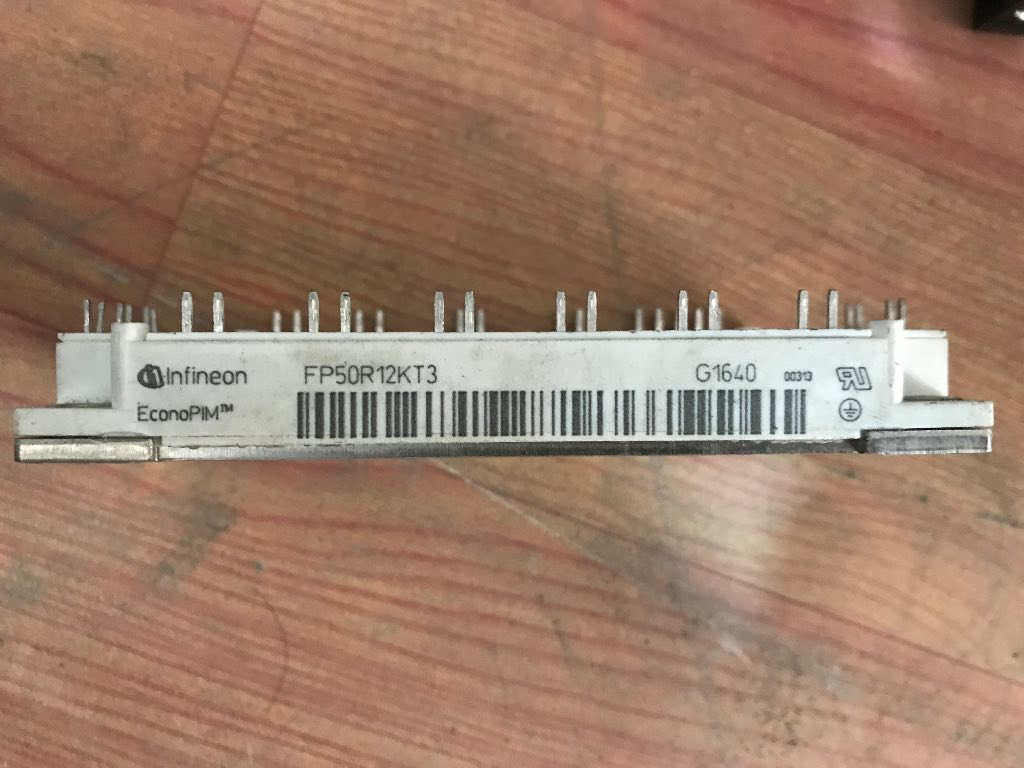 Infineon FP50R12KT3 G1640 00313
EconoPIM™